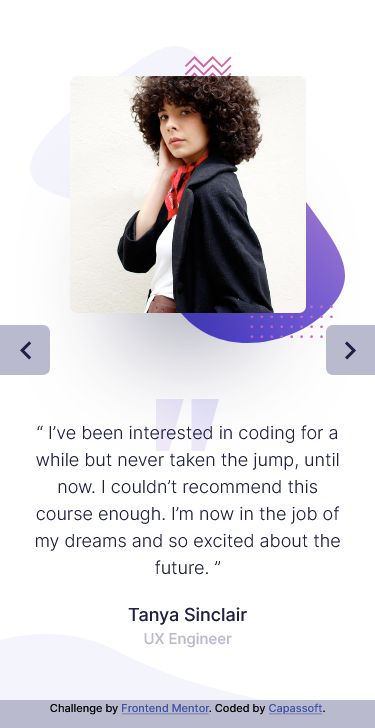 “ I’ve been interested in coding for a
while but never taken the jump, until
now. I couldn’t recommend this
course enough. I’m now in the job of
my dreams and so excited about the
future. ”
Tanya Sinclair
UX Engineer
Challenge by Frontend Mentor. Coded by Capassoft.